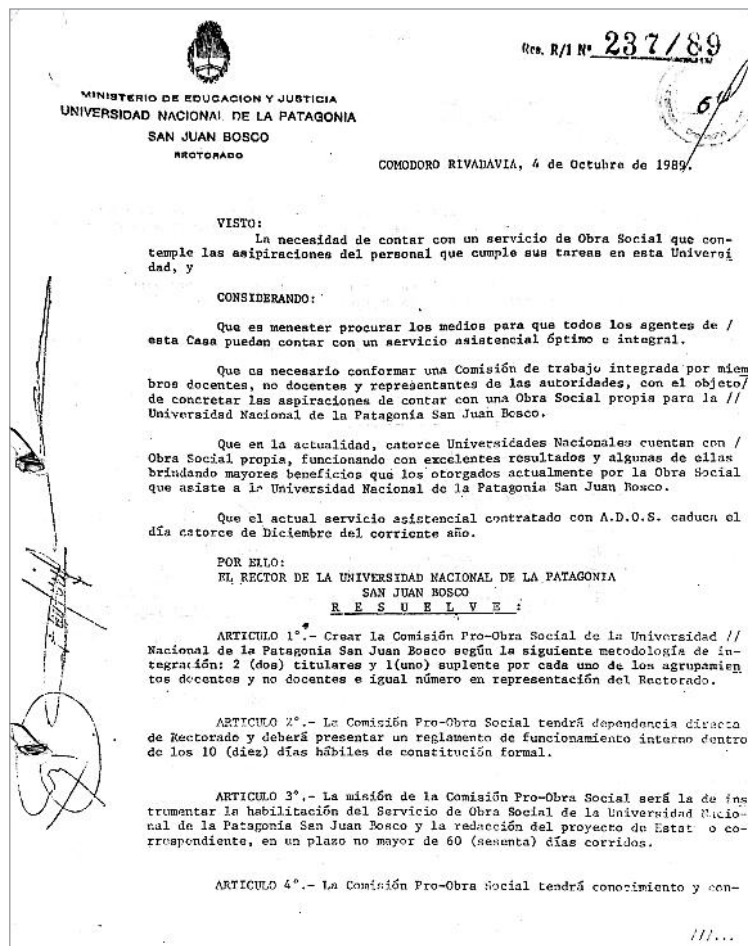 Res. R/1 Nº 237/89
MINISTERIO DE EDUCACION Y JUSTICIA
UNIVERSIDAD NACIONAL DE LA PATAGONIA
SAN JUAN BOSCO
RECTORADO
COMODORO RIVADAVIA, 4 de Octubre de 1989.
VISTO:
La necesidad de contar con un servicio de Obra Social que con-
temple las asipiraciones del personal que cumple sus tareas en esta Universi
dad, y
CONSIDERANDO:
Que es menester procurar los medios para que todos los agentes de /
esta Casa puedan contar con un servicio asistencial óptimo e integral.
Que es necesario conformar una Comisión de trabajo integrada por miem
bros docentes, no docentes y representantes de las autoridades, con el objeto/
de concretar las aspiraciones de contar con una Obra Social propia para la //
Universidad Nacional de la Patagonia San Juan Bosco.
Que en la actualidad, catorce Universidades Nacionales cuentan con /
Obra Social propia, funcionando con excelentes resultados y algunas de ellas
brindando mayores beneficios que los otorgados actualmente por la Obra Social
que asiste a la Universidad Nacional de la Patagonia San Juan Bosco.
Que el actual servicio asistencial contratado con A.D.O.S. caduca el
día catorce de Diciembre del corriente año.
POR ELLO:
EL RECTOR DE LA UNIVERSIDAD NACIONAL DE LA PATAGONIA
SAN JUAN BOSCO
R E S U E L V E :
ARTICULO 1°.- Crear la Comisión Pro-Obra Social de la Universidad //
Nacional de la Patagonia San Juan Bosco según la siguiente metodología de in-
tegración: 2 (dos) titulares y 1(uno) suplente por cada uno de los agrupamien
tos docentes y no docentes e igual número en representación del Rectorado.
ARTICULO 2°.- La Comisión Pro-Obra Social tendrá dependencia directa
de Rectorado y deberá presentar un reglamento de funcionamiento interno dentro
de los 10 (diez) días hábiles de constitución formal.
ARTICULO 3°.- La misión de la Comisión Pro-Obra Social será la de ins
trumentar la habilitación del Servicio de Obra Social de la Universidad Nacio-
nal de la Patagonia San Juan Bosco y la redacción del proyecto de Estat o co-
rrespondiente, en un plazo no mayor de 60 (sesenta) días corridos.
ARTICULO 4°.- La Comisión Pro-Obra Social tendrá conocimiento y con-
///...